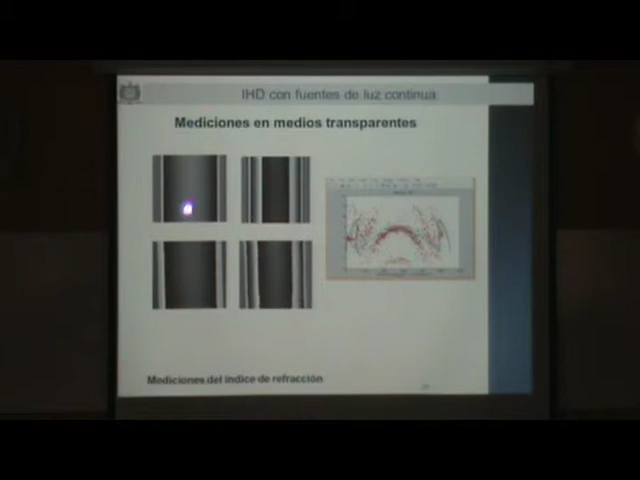 IHD con fuentes de luz continua.
Mediciones en medios transparentes
Mediciones del índice de refracción